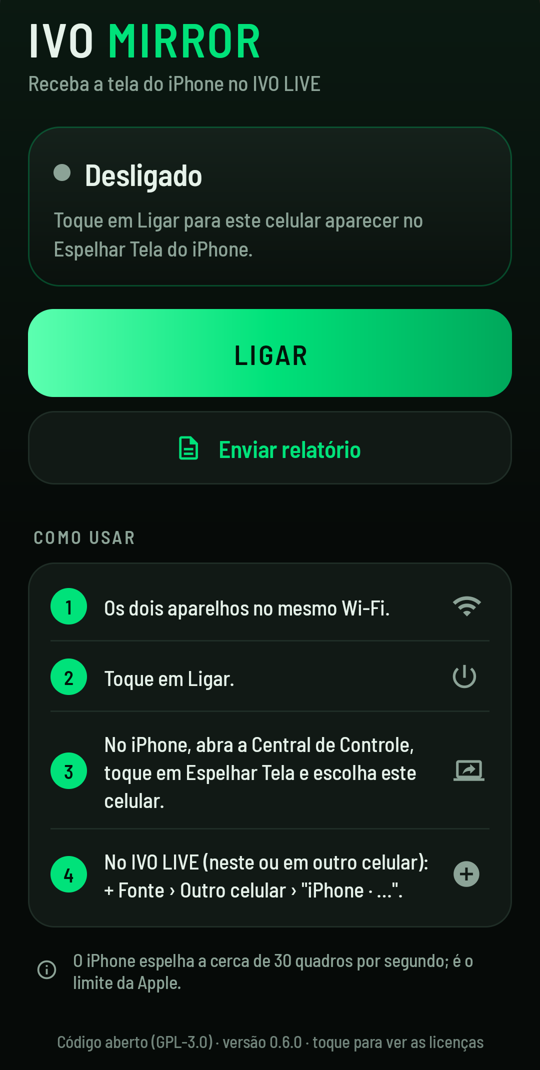 IVO MIRROR
Receba a tela do iPhone no IVO LIVE
Desligado
Toque em Ligar para este celular aparecer no
Espelhar Tela do iPhone.
LIGAR
Enviar relatório
COMO USAR
1 Os dois aparelhos no mesmo Wi-Fi.
2 Toque em Ligar.
3 No iPhone, abra a Central de Controle,
toque em Espelhar Tela e escolha este
celular.
4 No IVO LIVE (neste ou em outro celular):
+ Fonte › Outro celular › "iPhone · ...".
O iPhone espelha a cerca de 30 quadros por segundo; é o
limite da Apple.
Código aberto (GPL-3.0) · versão 0.6.0 · toque para ver as licenças